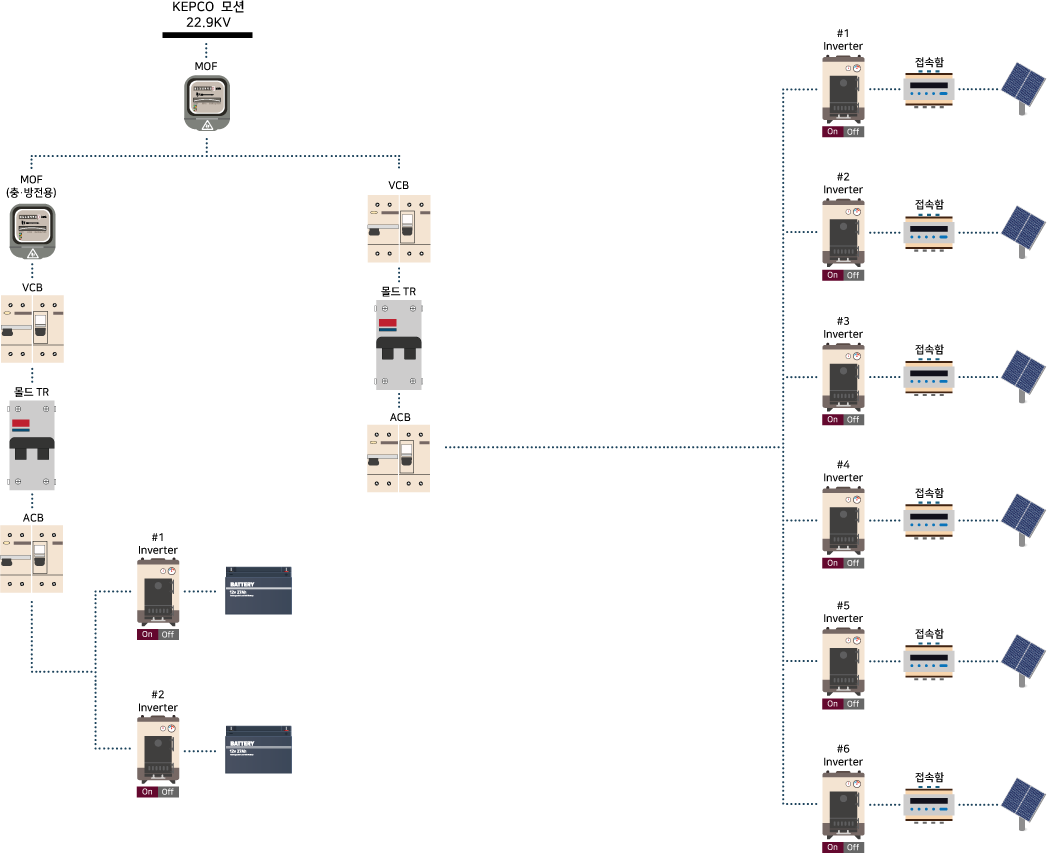 KEPCO 모션
22.9KV
MOF
MOF
(충·방전용)
VCB
몰드 TR
ACB
#1
Inverter
On Off
BATTERY
12v 23Ah
#2
Inverter
On Off
BATTERY
12v 23Ah
VCB
몰드 TR
ACB
#1
Inverter
접속함
On Off
#2
Inverter
접속함
On Off
#3
Inverter
접속함
On Off
#4
Inverter
접속함
On Off
#5
Inverter
접속함
On Off
#6
Inverter
접속함
On Off